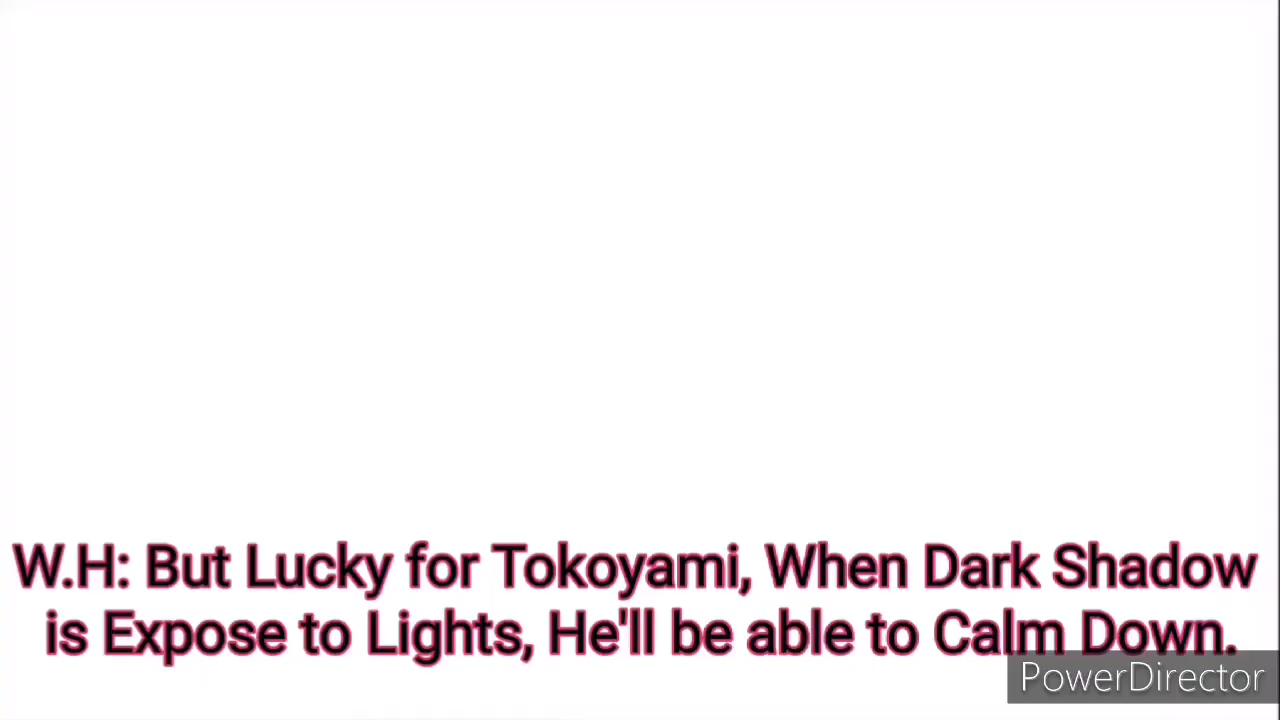 W.H: But Lucky for Tokoyami, When Dark Shadow
is Expose to Lights, He'll be able to Calm Down.
PowerDirector